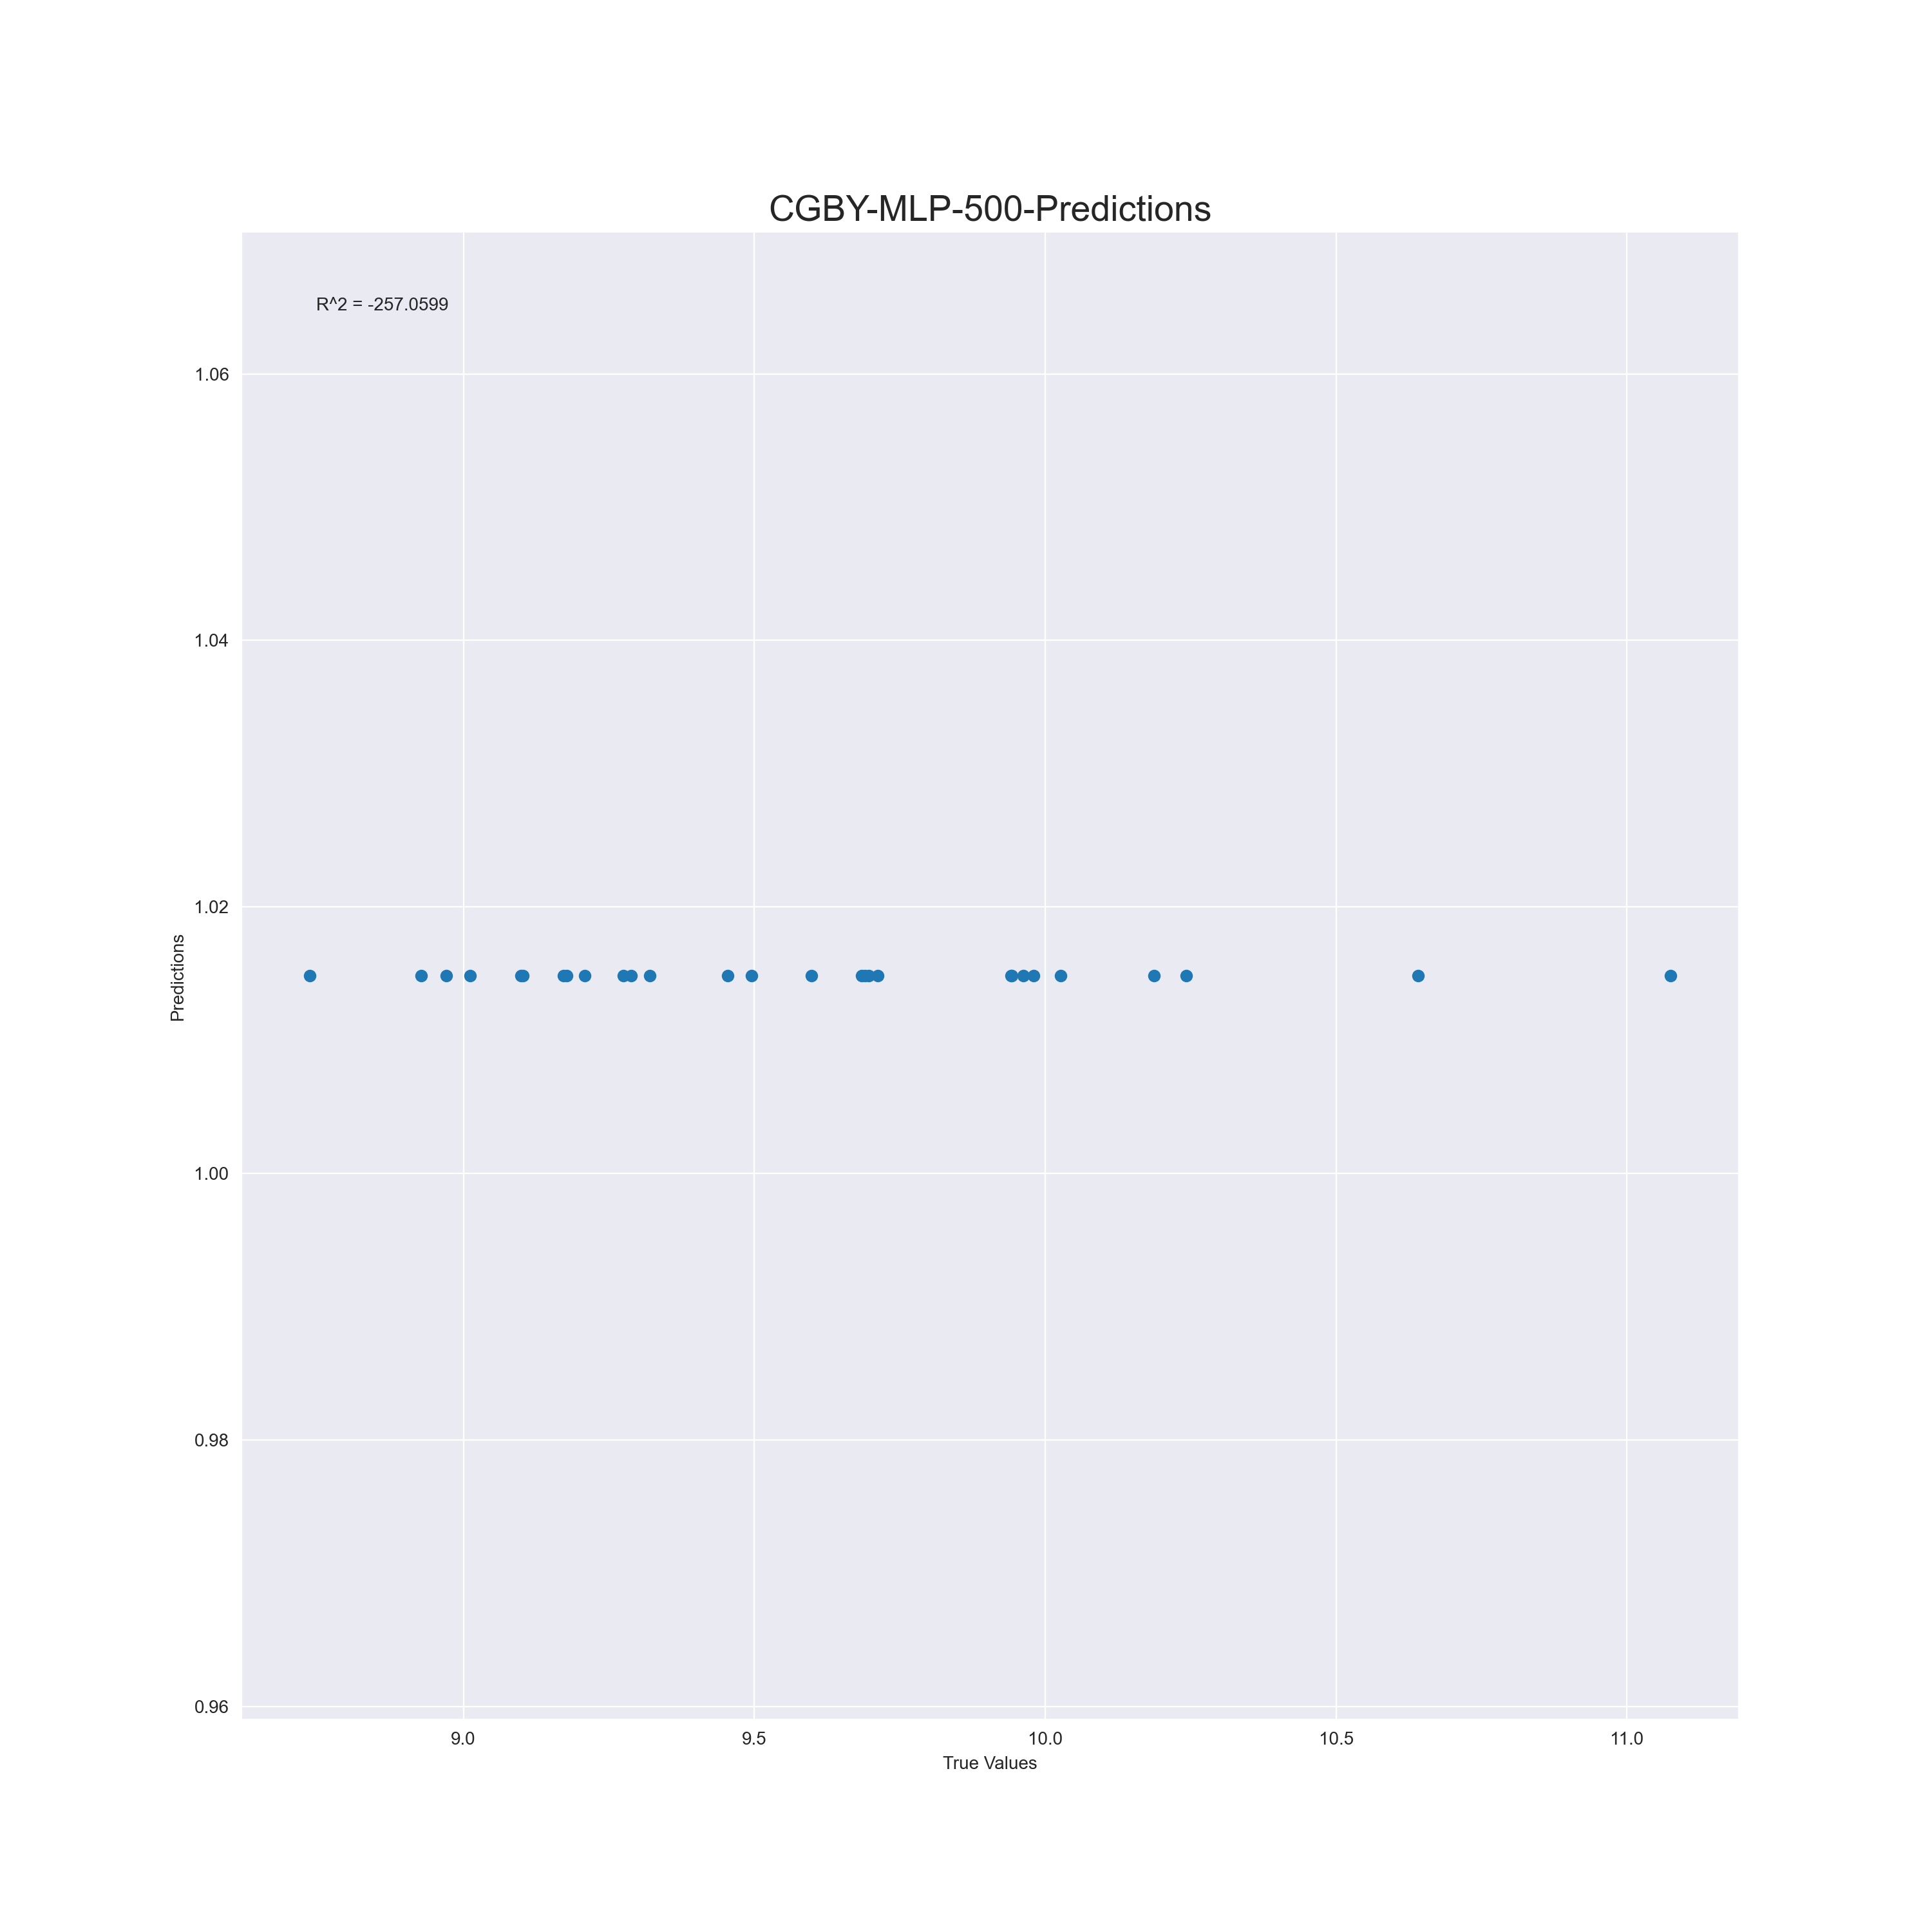 CGBY-MLP-500-Predictions
R^2 = -257.0599
1.06
1.04
1.02
Predictions
1.00
0.98
0.96
9.0
9.5
10.0
10.5
11.0
True Values